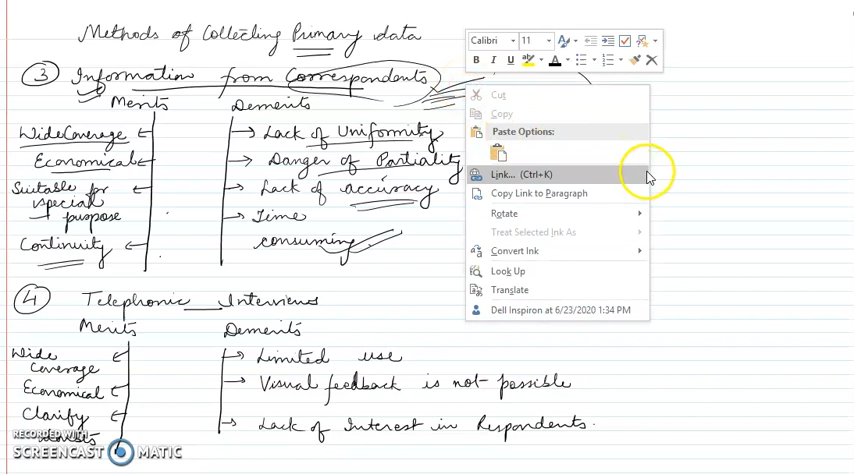 Methods of Collecting Primary data
③ Information from Correspondents
Merits Demerits
Wide Coverage Lack of Uniformity
Economical Danger of Partiality
Suitable for special puspose Lack of accuracy
Continuity Time consuming
④ Telephonic Interviews
Merits Demerits
Wide Coverage Limited use
Economical Visual feedback is not possible
Clarify Lack of Interest in Respondents.
Calibri 11 A A
B I U A
Cut
Copy
Paste Options:
Link... (Ctrl+K)
Copy Link to Paragraph
Rotate
Treat Selected Ink As
Convert Ink
Look Up
Translate
Dell Inspiron at 6/23/2020 1:34 PM
RECORDED WITH
SCREENCAST MATIC